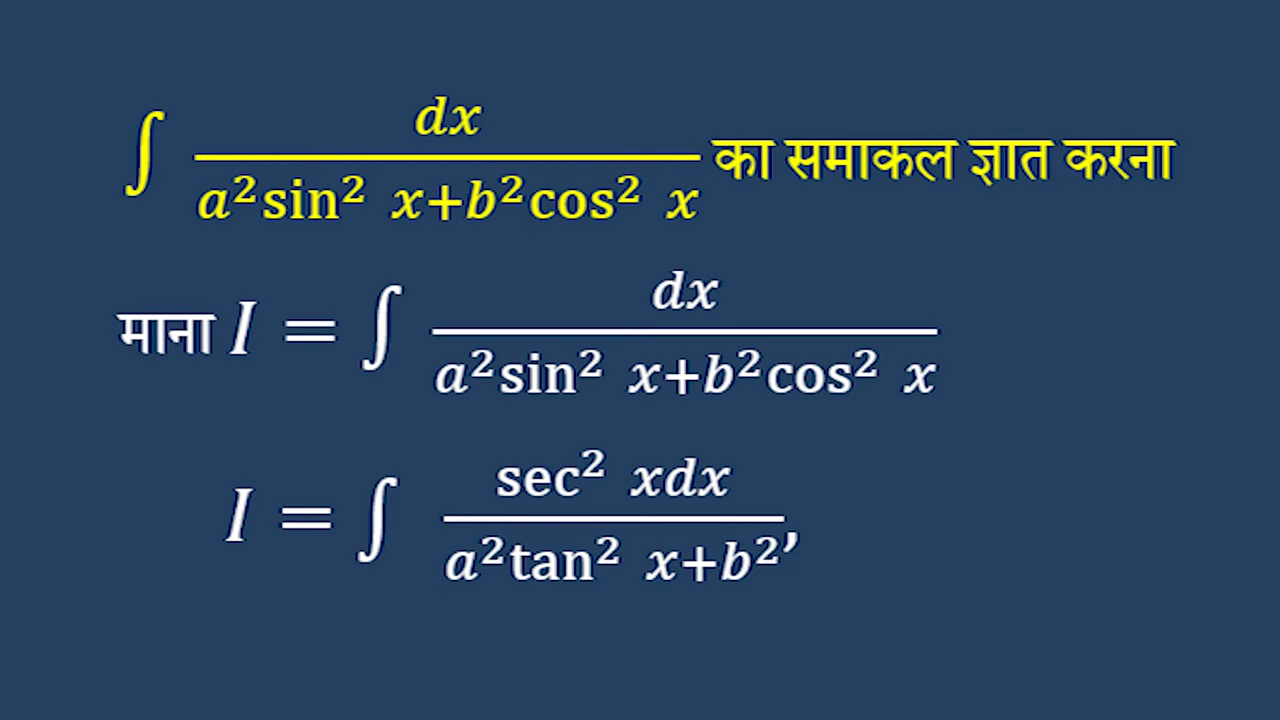 ∫ dx / (a²sin² x+b²cos² x) का समाकल ज्ञात करना
माना I = ∫ dx / (a²sin² x+b²cos² x)
I = ∫ sec² xdx / (a²tan² x+b²),